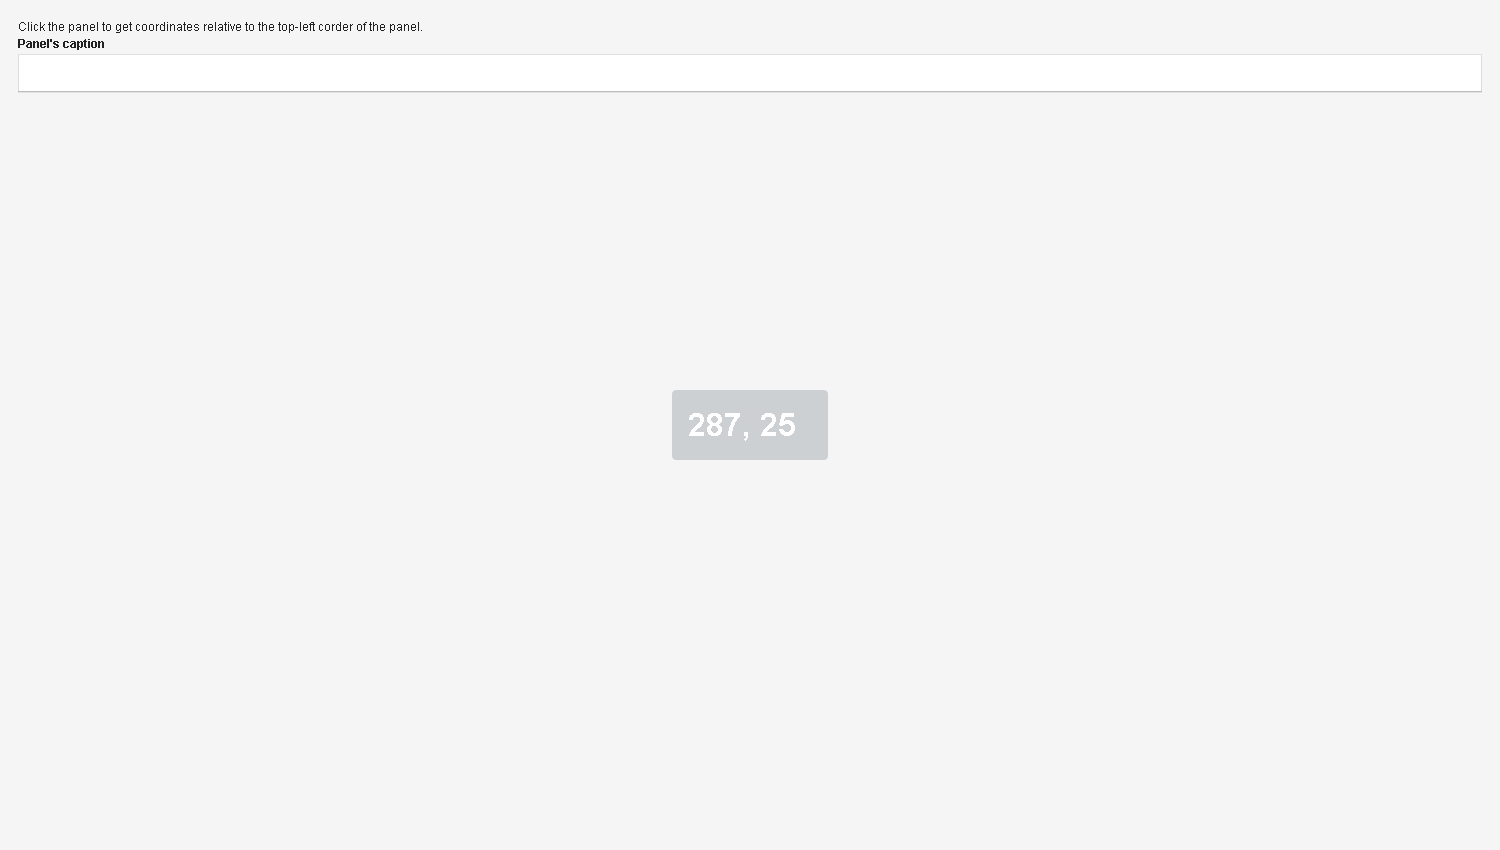 Click the panel to get coordinates relative to the top-left corder of the panel.
Panel's caption
287, 25